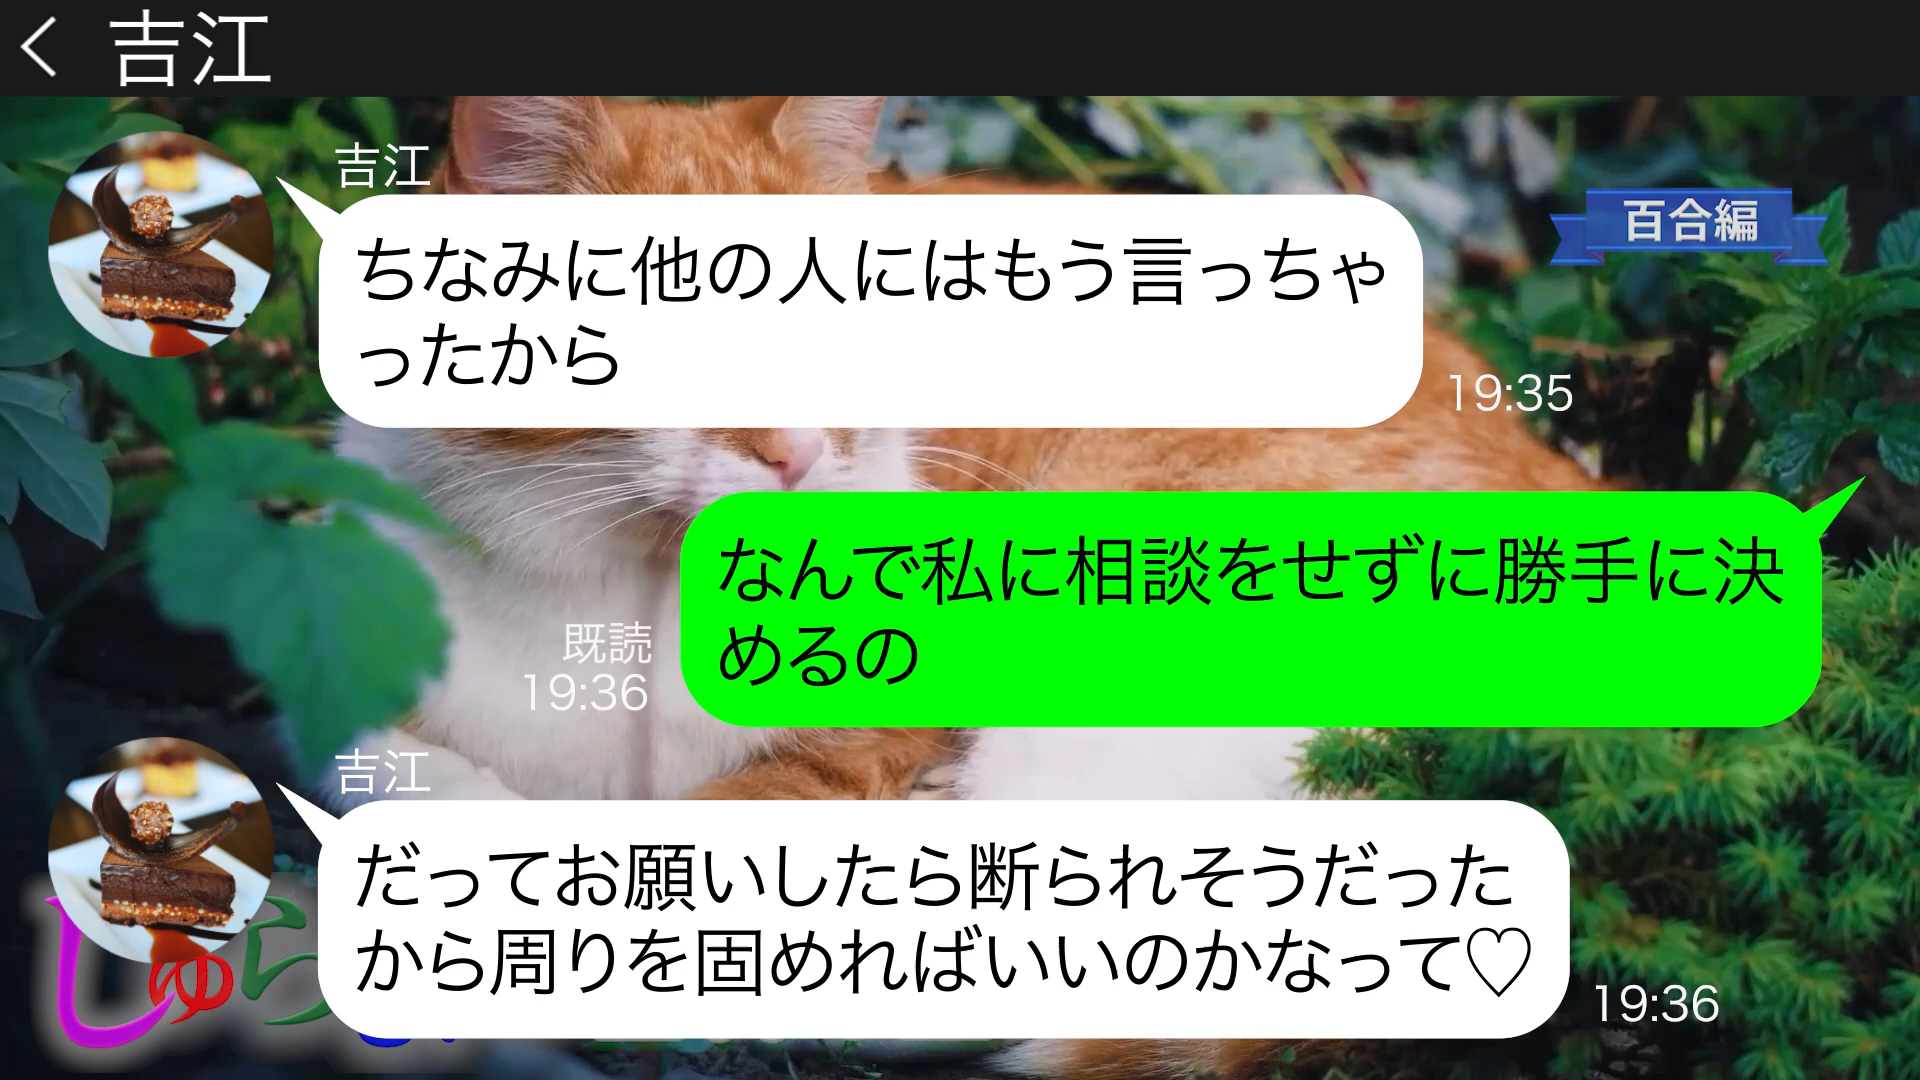 吉江
吉江
百合編
ちなみに他の人にはもう言っちゃ
ったから
19:35
なんで私に相談をせずに勝手に決
めるの
既読
19:36
吉江
だってお願いしたら断られそうだった
から周りを固めればいいのかなって♡
19:36
しゅら